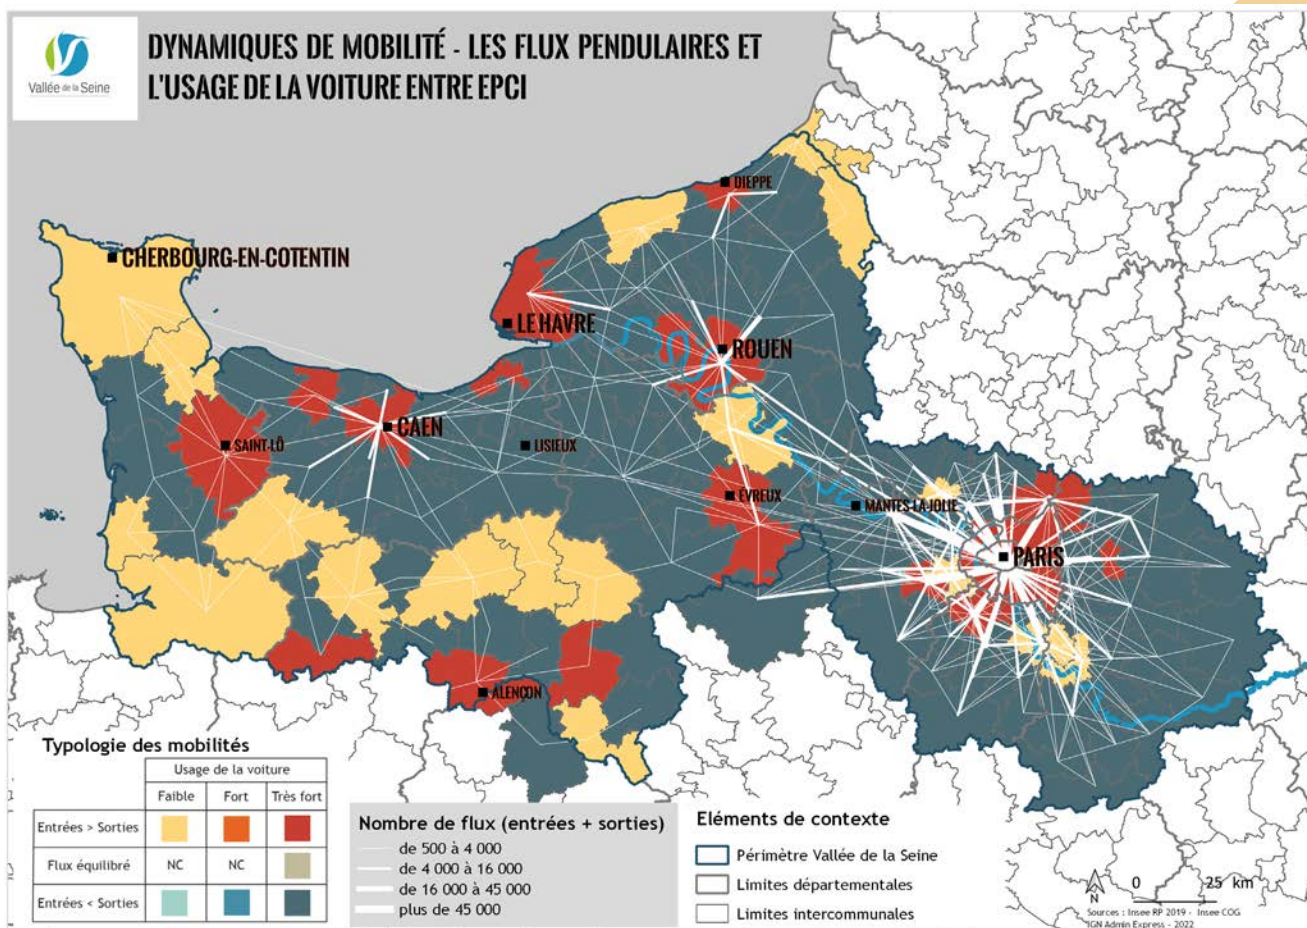 Vallée de la Seine
DYNAMIQUES DE MOBILITÉ - LES FLUX PENDULAIRES ET
L'USAGE DE LA VOITURE ENTRE EPCI
DIEPPE
CHERBOURG-EN-COTENTIN
LE HAVRE
ROUEN
CAEN
SAINT-LÔ
LISIEUX
ÉVREUX
MANTES-LA-JOLIE
PARIS
ALENÇON
Typologie des mobilités
Usage de la voiture
Faible Fort Très fort
Entrées > Sorties
Flux équilibré NC NC
Entrées < Sorties
Nombre de flux (entrées + sorties)
de 500 à 4 000
de 4 000 à 16 000
de 16 000 à 45 000
plus de 45 000
Eléments de contexte
Périmètre Vallée de la Seine
Limites départementales
Limites intercommunales
N
0 25 km
Sources : Insee RP 2019 - Insee COG
IGN Admin Express - 2022